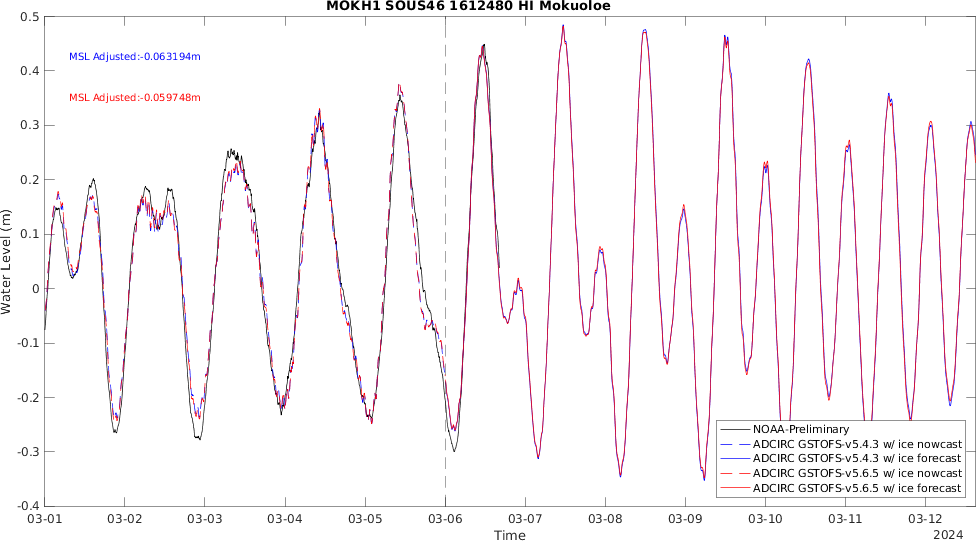 MOKH1 SOUS46 1612480 HI Mokuoloe
0.5
0.4
0.3
0.2
0.1
0
-0.1
-0.2
-0.3
-0.4
Water Level (m)
MSL Adjusted:-0.063194m
MSL Adjusted:-0.059748m
NOAA-Preliminary
ADCIRC GSTOFS-v5.4.3 w/ ice nowcast
ADCIRC GSTOFS-v5.4.3 w/ ice forecast
ADCIRC GSTOFS-v5.6.5 w/ ice nowcast
ADCIRC GSTOFS-v5.6.5 w/ ice forecast
03-01 03-02 03-03 03-04 03-05 03-06 03-07 03-08 03-09 03-10 03-11 03-12
Time
2024